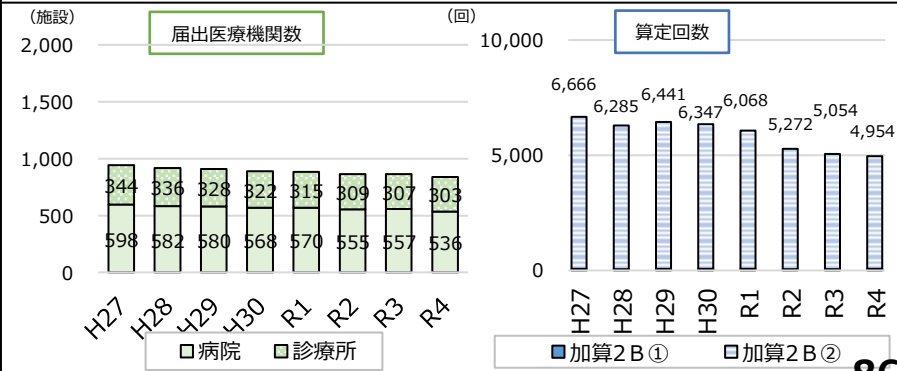 （施設）
届出医療機関数
2,000
1,500
1,000
500
0
344 336 328 322 315 309 307 303
598 582 580 568 570 555 557 536
H27 H28 H29 H30 R1 R2 R3 R4
病院 診療所
（回）
算定回数
10,000
5,000
0
6,666 6,285 6,441 6,347 6,068 5,272 5,054 4,954
H27 H28 H29 H30 R1 R2 R3 R4
加算2B① 加算2B②